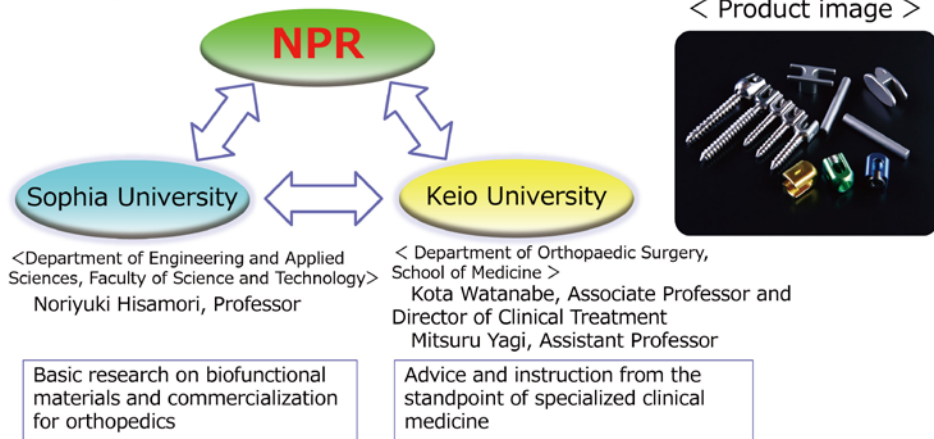 < Product image >
NPR
Sophia University
Keio University
<Department of Engineering and Applied
Sciences, Faculty of Science and Technology>
Noriyuki Hisamori, Professor
< Department of Orthopaedic Surgery,
School of Medicine >
Kota Watanabe, Associate Professor and
Director of Clinical Treatment
Mitsuru Yagi, Assistant Professor
Basic research on biofunctional
materials and commercialization
for orthopedics
Advice and instruction from the
standpoint of specialized clinical
medicine